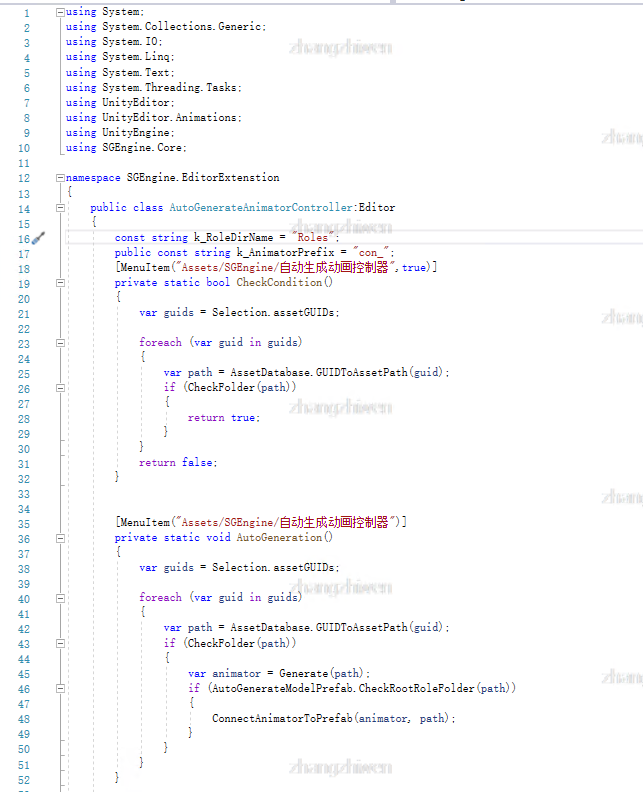 1 using System;
2 using System.Collections.Generic;
3 using System.IO;
4 using System.Linq;
5 using System.Text;
6 using System.Threading.Tasks;
7 using UnityEditor;
8 using UnityEditor.Animations;
9 using UnityEngine;
10 using SGEngine.Core;
11
12 namespace SGEngine.EditorExtenstion
13 {
14 public class AutoGenerateAnimatorController:Editor
15 {
16 const string k_RoleDirName = "Roles";
17 public const string k_AnimatorPrefix = "con_";
18 [MenuItem("Assets/SGEngine/自动生成动画控制器",true)]
19 private static bool CheckCondition()
20 {
21 var guids = Selection.assetGUIDs;
22
23 foreach (var guid in guids)
24 {
25 var path = AssetDatabase.GUIDToAssetPath(guid);
26 if (CheckFolder(path))
27 {
28 return true;
29 }
30 }
31 return false;
32 }
33
34
35 [MenuItem("Assets/SGEngine/自动生成动画控制器")]
36 private static void AutoGeneration()
37 {
38 var guids = Selection.assetGUIDs;
39
40 foreach (var guid in guids)
41 {
42 var path = AssetDatabase.GUIDToAssetPath(guid);
43 if (CheckFolder(path))
44 {
45 var animator = Generate(path);
46 if (AutoGenerateModelPrefab.CheckRootRoleFolder(path))
47 {
48 ConnectAnimatorToPrefab(animator, path);
49 }
50 }
51 }
52 }